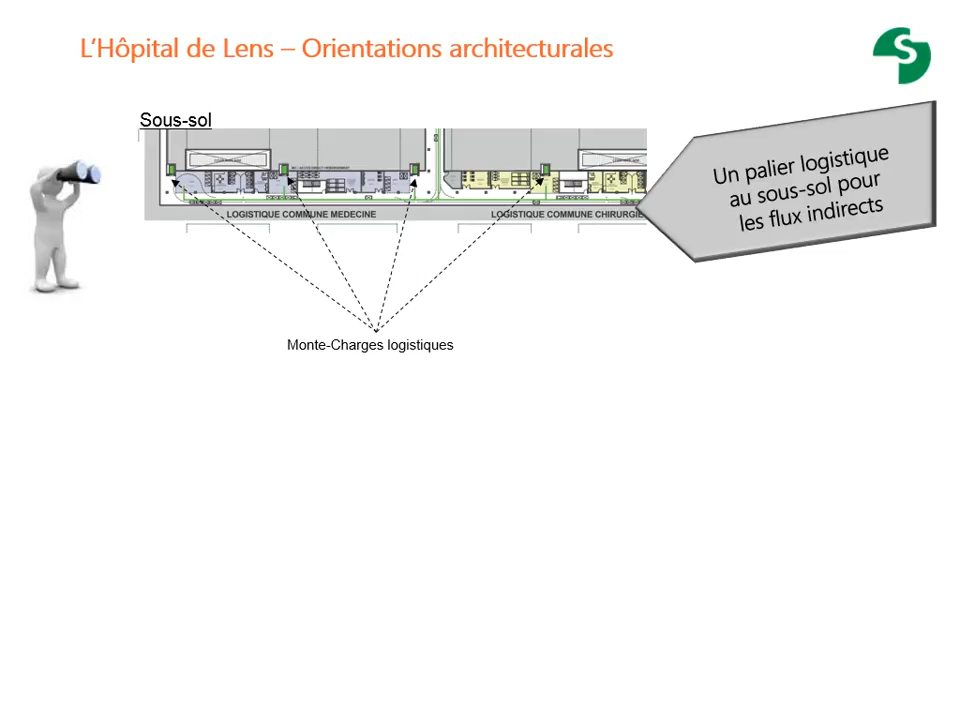 L'Hôpital de Lens – Orientations architecturales
S
Sous-sol
Un palier logistique
au sous-sol pour
les flux indirects
LOGISTIQUE COMMUNE MEDECINE
LOGISTIQUE COMMUNE CHIRURGIE
Monte-Charges logistiques